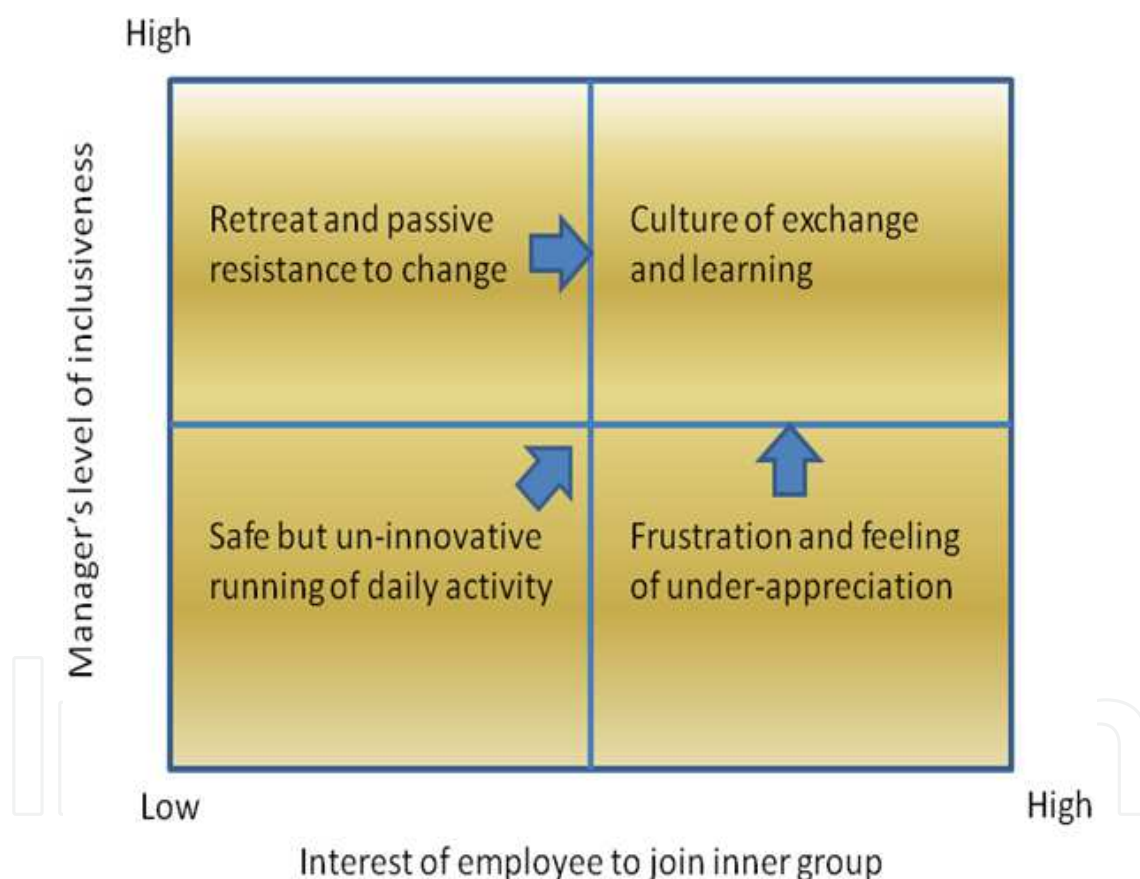 High
Manager's level of inclusiveness
Retreat and passive
resistance to change
Culture of exchange
and learning
Safe but un-innovative
running of daily activity
Frustration and feeling
of under-appreciation
Low
High
Interest of employee to join inner group